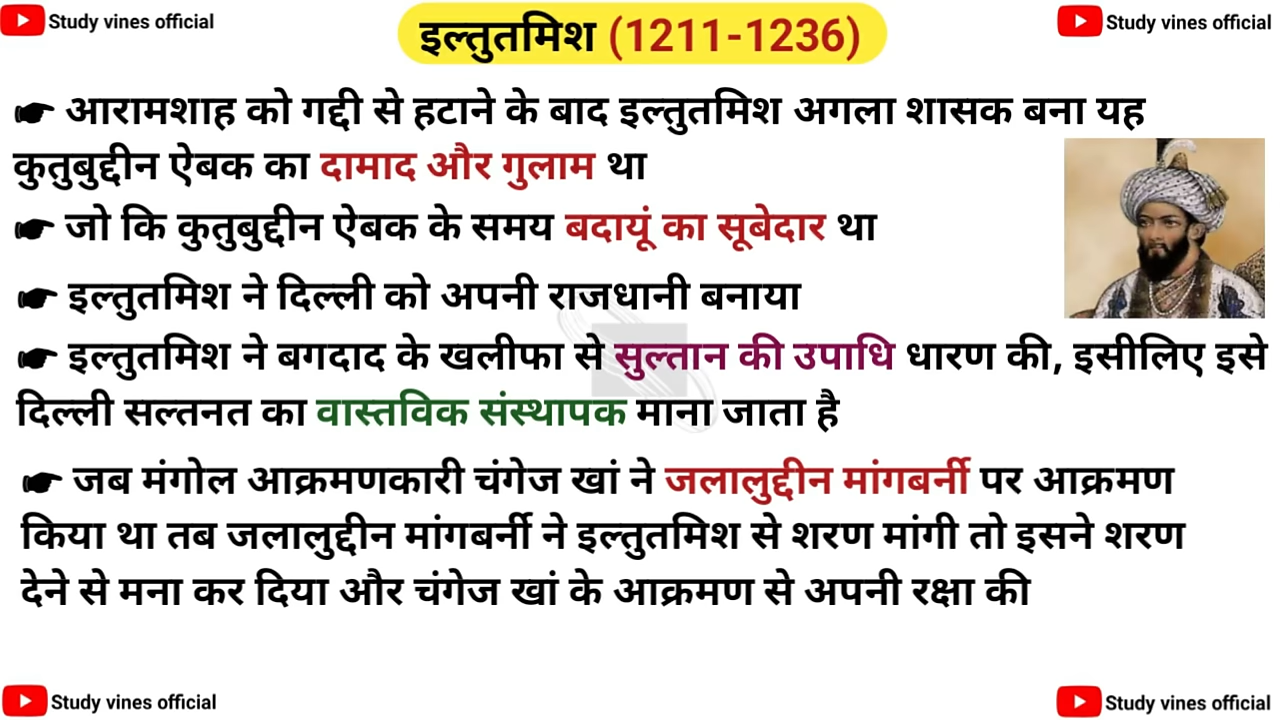 Study vines official
इल्तुतमिश (1211-1236)
Study vines official
☛ आरामशाह को गद्दी से हटाने के बाद इल्तुतमिश अगला शासक बना यह
कुतुबुद्दीन ऐबक का दामाद और गुलाम था
☛ जो कि कुतुबुद्दीन ऐबक के समय बदायूं का सूबेदार था
☛ इल्तुतमिश ने दिल्ली को अपनी राजधानी बनाया
☛ इल्तुतमिश ने बगदाद के खलीफा से सुल्तान की उपाधि धारण की, इसीलिए इसे
दिल्ली सल्तनत का वास्तविक संस्थापक माना जाता है
☛ जब मंगोल आक्रमणकारी चंगेज खां ने जलालुद्दीन मांगबर्नी पर आक्रमण
किया था तब जलालुद्दीन मांगबर्नी ने इल्तुतमिश से शरण मांगी तो इसने शरण
देने से मना कर दिया और चंगेज खां के आक्रमण से अपनी रक्षा की
Study vines official
Study vines official